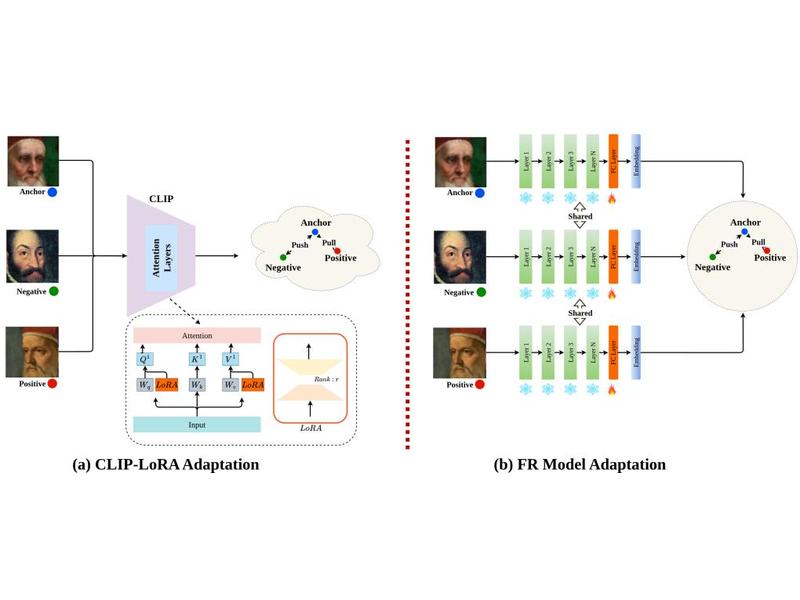 Anchor
Negative
Positive
CLIP
Attention
Layers
Anchor
Push
Pull
Negative
Positive
Attention
Q¹
K¹
V¹
W_q
LoRA
W_k
W_v
LoRA
Input
Rank : r
LoRA
(a) CLIP-LoRA Adaptation
Anchor
Layer 1
Layer 2
Layer 3
Layer N
FC Layer
Embedding
Shared
Negative
Layer 1
Layer 2
Layer 3
Layer N
FC Layer
Embedding
Shared
Positive
Layer 1
Layer 2
Layer 3
Layer N
FC Layer
Embedding
Anchor
Push
Pull
Negative
Positive
(b) FR Model Adaptation